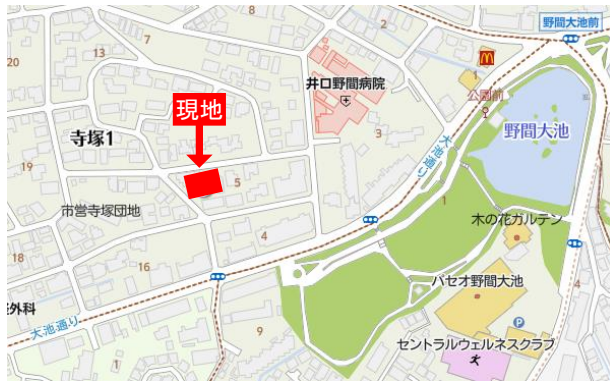 野間大池前
7
8
2
20
13
1
井口野間病院
公園前
現地
寺塚1
3
野間大池
大池通り
19
5
1
市営寺塚団地
木の花ガルテン
4
18
16
パセオ野間大池
外科
大池通り
9
P
セントラルウェルネスクラブ
1